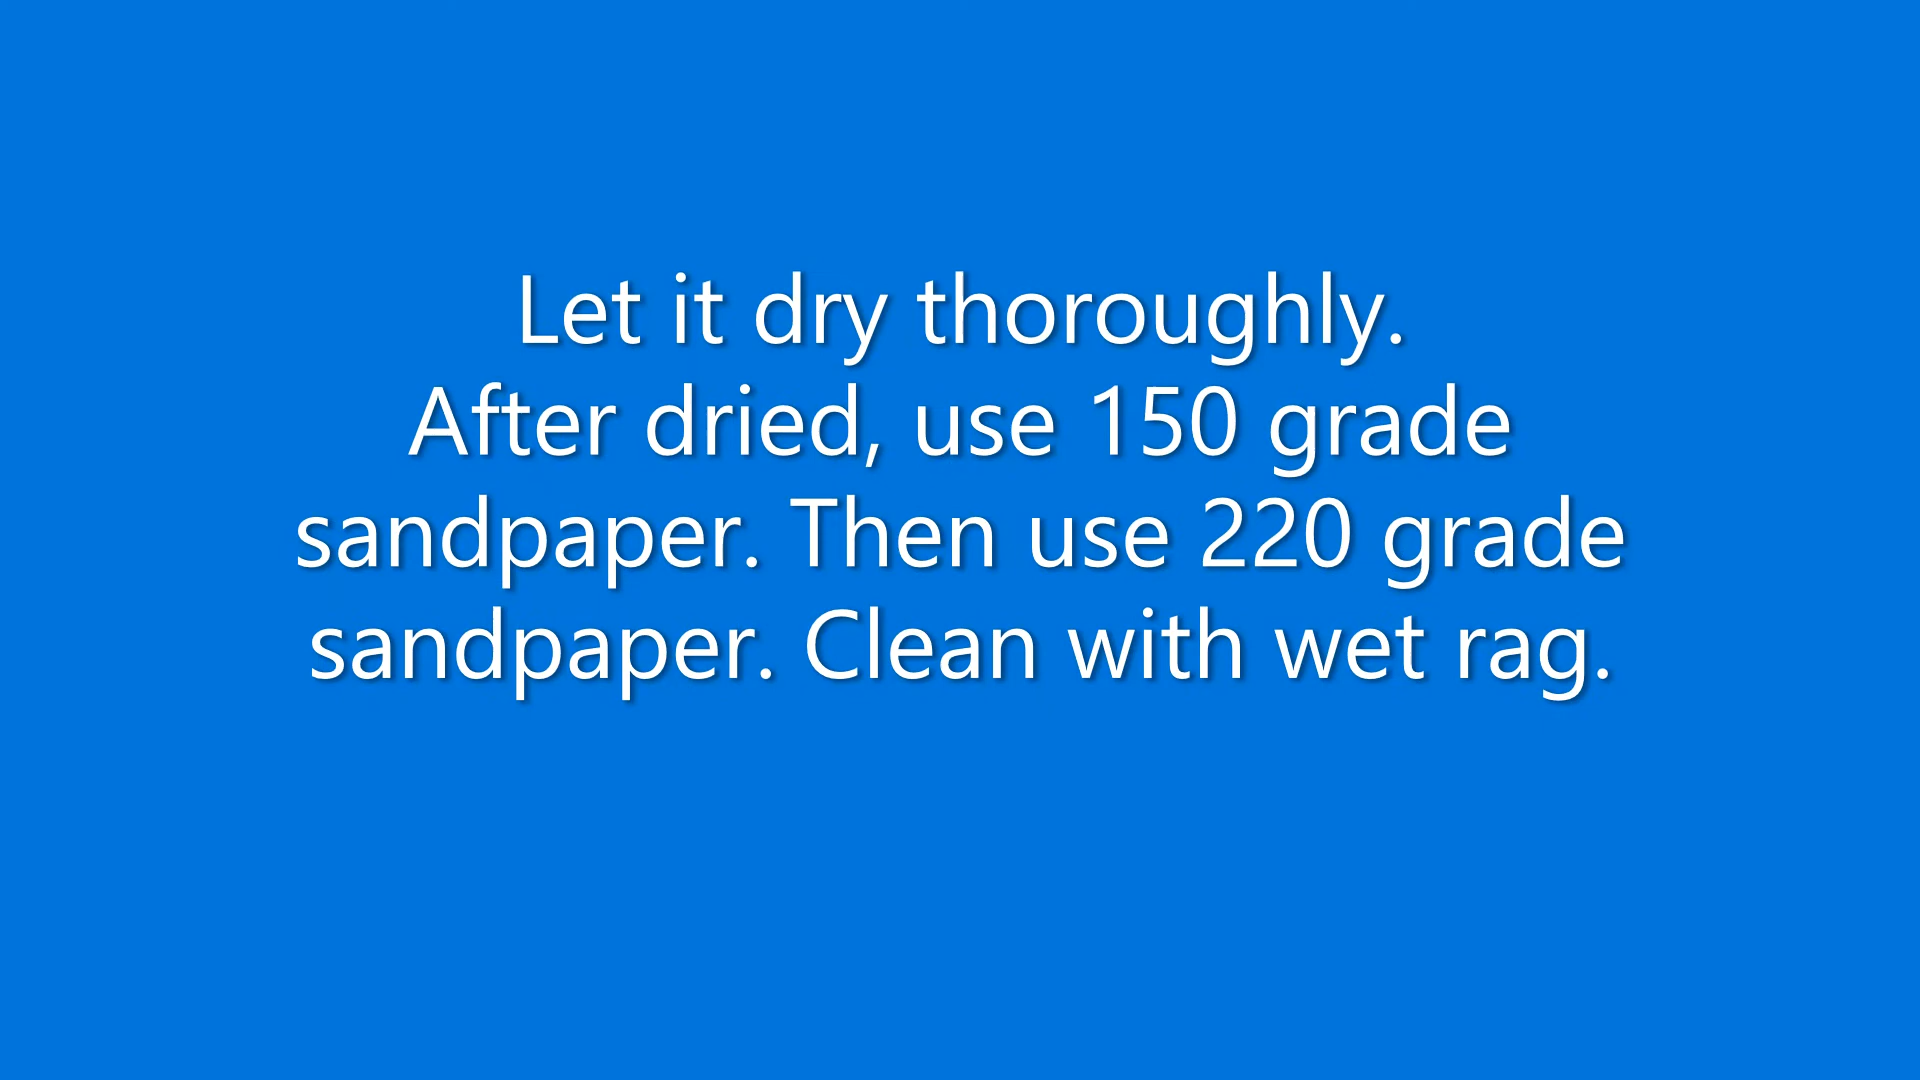 Let it dry thoroughly.
After dried, use 150 grade
sandpaper. Then use 220 grade
sandpaper. Clean with wet rag.